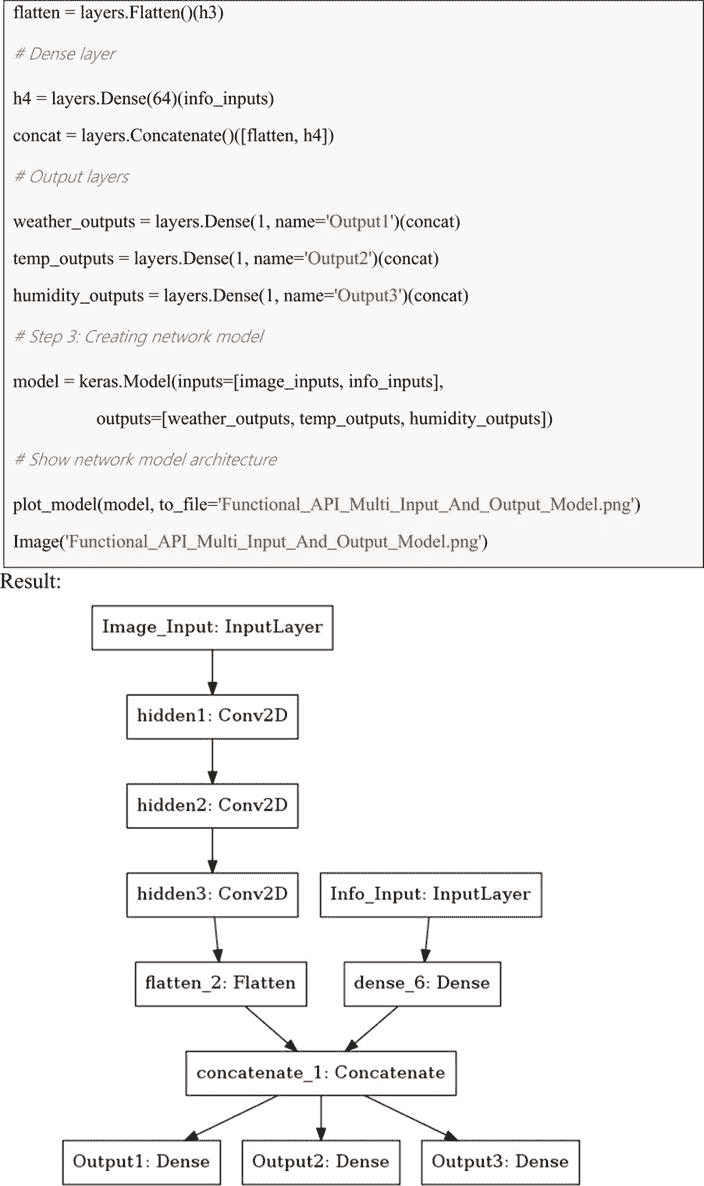 flatten = layers.Flatten()(h3)
# Dense layer
h4 = layers.Dense(64)(info_inputs)
concat = layers.Concatenate()([flatten, h4])
# Output layers
weather_outputs = layers.Dense(1, name='Output1')(concat)
temp_outputs = layers.Dense(1, name='Output2')(concat)
humidity_outputs = layers.Dense(1, name='Output3')(concat)
# Step 3: Creating network model
model = keras.Model(inputs=[image_inputs, info_inputs],
outputs=[weather_outputs, temp_outputs, humidity_outputs])
# Show network model architecture
plot_model(model, to_file='Functional_API_Multi_Input_And_Output_Model.png')
Image('Functional_API_Multi_Input_And_Output_Model.png')
Result:
Image_Input: InputLayer
hidden1: Conv2D
hidden2: Conv2D
hidden3: Conv2D
Info_Input: InputLayer
flatten_2: Flatten
dense_6: Dense
concatenate_1: Concatenate
Output1: Dense
Output2: Dense
Output3: Dense